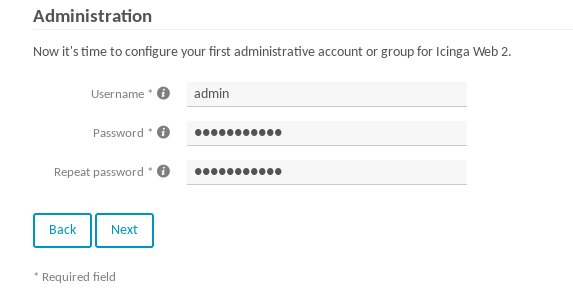 Administration
Now it's time to configure your first administrative account or group for Icinga Web 2.
Username * i admin
Password * i •••••••••••
Repeat password * i •••••••••••
Back Next
* Required field